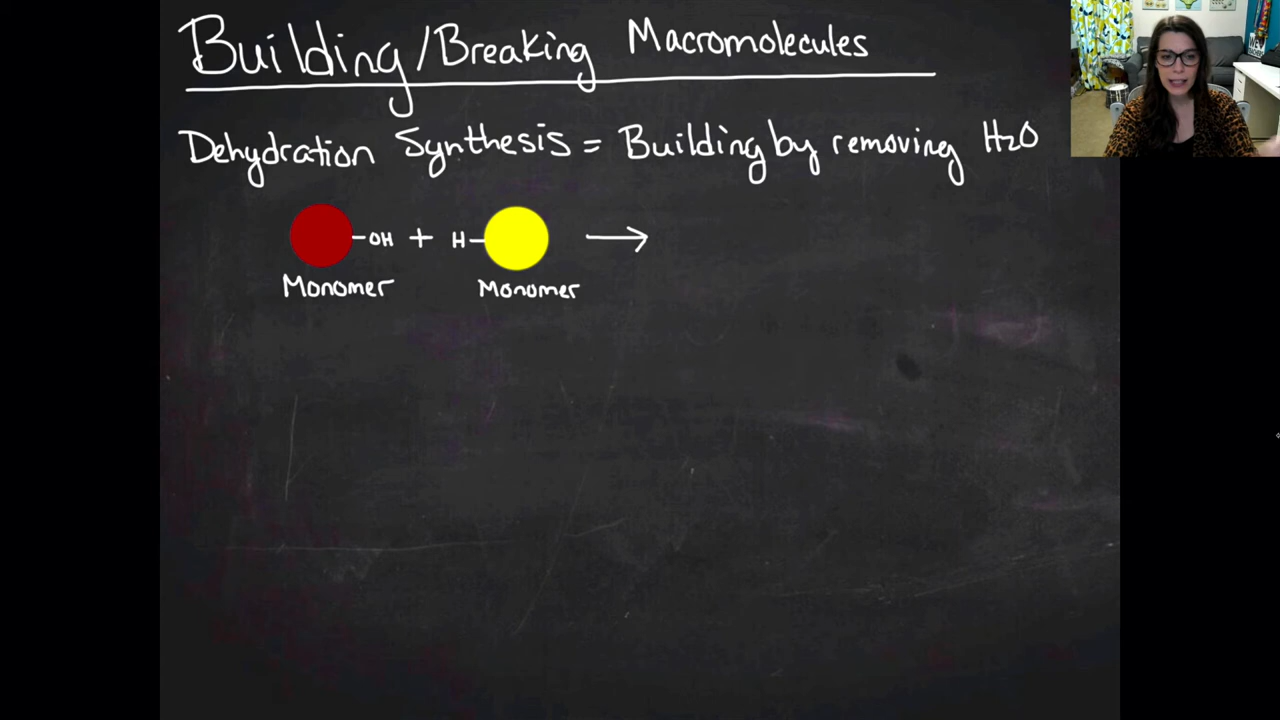 Building/Breaking Macromolecules
Dehydration Synthesis = Building by removing H₂O
-OH + H- →
Monomer Monomer